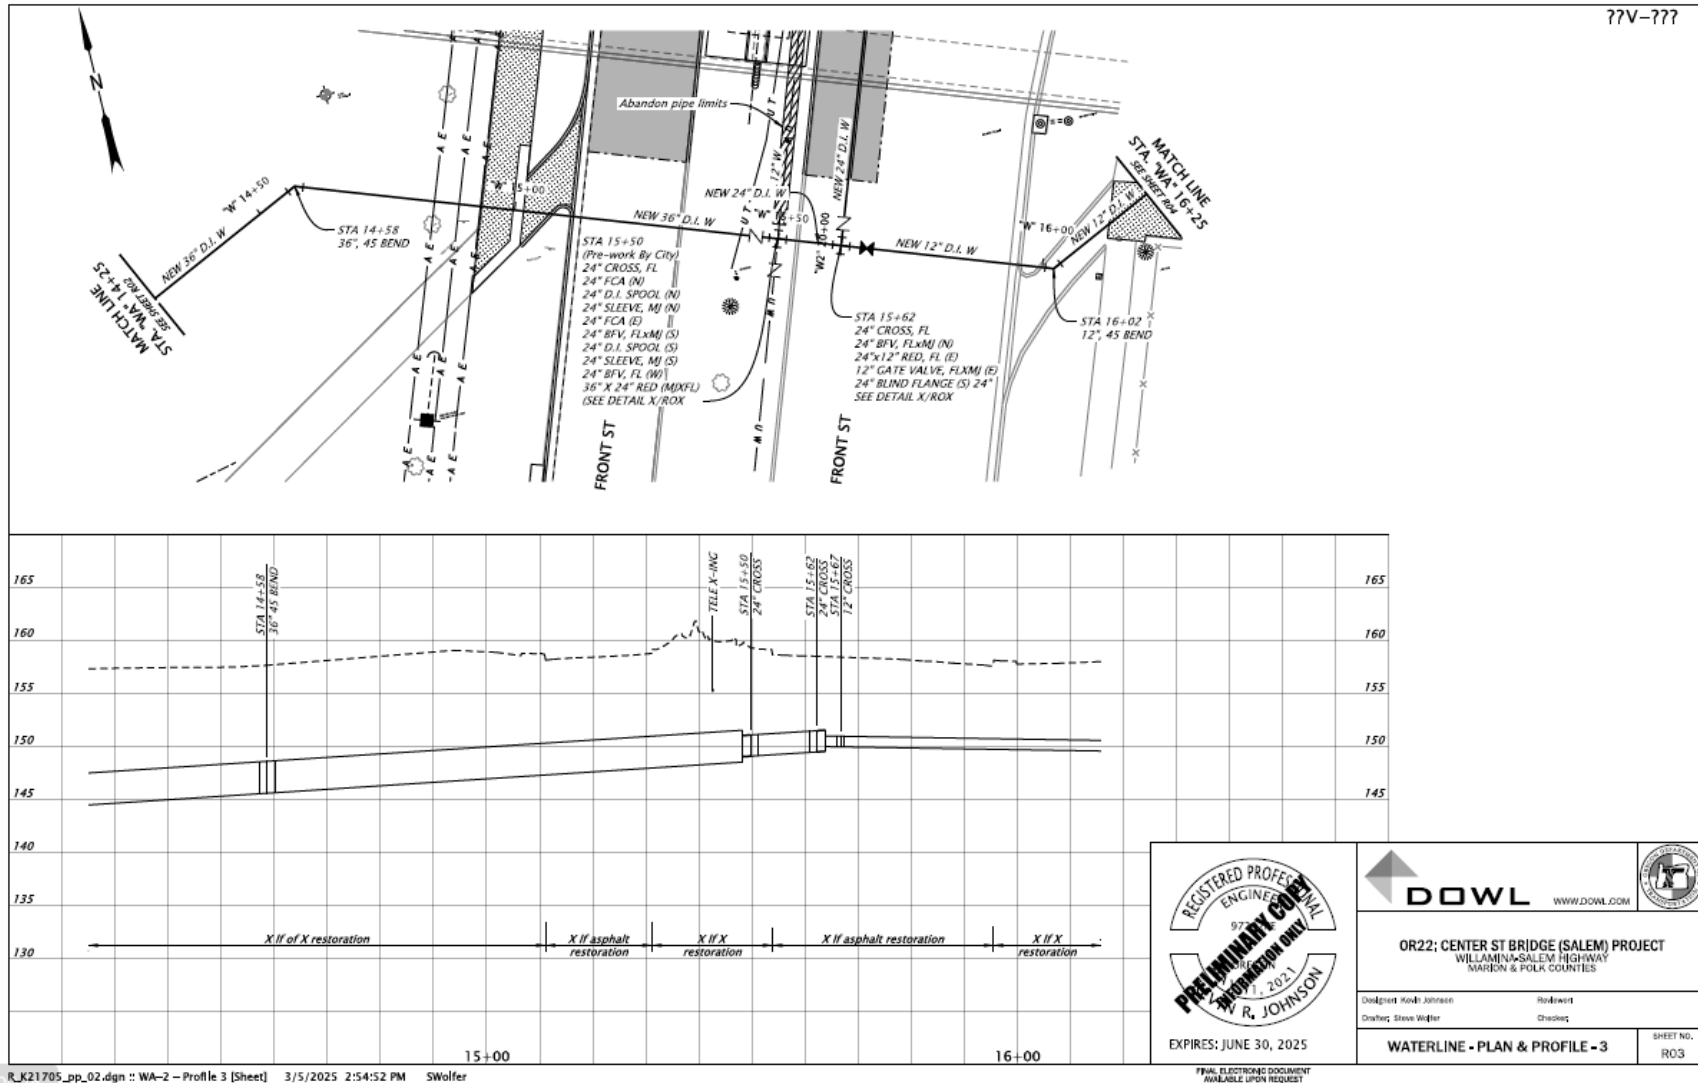 ??V-???
N
Abandon pipe limits
MATCH LINE
STA. "WA" 16+25
SEE SHEET R04
"W" 14+50
"W" 15+00
NEW 24" D.I. W
NEW 24" D.I. W
12" W
UT
UT
NEW 36" D.I. W
"W2" 10+00
"W" 16+00
NEW 12" D.I. W
NEW 12" D.I. W
STA 14+58
36", 45 BEND
NEW 36" D.I. W
MATCH LINE
STA. "WA" 14+25
SEE SHEET R02
STA 15+50
(Pre-work By City)
24" CROSS, FL
24" FCA (N)
24" D.I. SPOOL (N)
24" SLEEVE, MJ (N)
24" FCA (E)
24" BFV, FLxMJ (S)
24" D.I. SPOOL (S)
24" SLEEVE, MJ (S)
24" BFV, FL (W)
36" X 24" RED (MJXFL)
(SEE DETAIL X/ROX
STA 15+62
24" CROSS, FL
24" BFV, FLxMJ (N)
24"x12" RED, FL (E)
12" GATE VALVE, FLXMJ (E)
24" BLIND FLANGE (S) 24"
SEE DETAIL X/ROX
STA 16+02
12", 45 BEND
A E
A E
A E
FRONT ST
FRONT ST
STA 14+58
36" 45 BEND
TELE X-ING
STA 15+50
24" CROSS
STA 15+62
24" CROSS
STA 15+67
12" CROSS
165
165
160
160
155
155
150
150
145
145
140
135
130
X lf of X restoration
X lf asphalt
restoration
X lf X
restoration
X lf asphalt restoration
X lf X
restoration
15+00
16+00
REGISTERED PROFESSIONAL
ENGINEER
PRELIMINARY COPY
INFORMATION ONLY
R. JOHNSON
EXPIRES: JUNE 30, 2025
DOWL
WWW.DOWL.COM
OR22; CENTER ST BRIDGE (SALEM) PROJECT
WILLAMINA-SALEM HIGHWAY
MARION & POLK COUNTIES
Designer: Kevin Johnson
Reviewer:
Drafter: Steve Wolfer
Checker:
WATERLINE - PLAN & PROFILE - 3
SHEET NO.
R03
FINAL ELECTRONIC DOCUMENT
AVAILABLE UPON REQUEST
R_K21705_pp_02.dgn :: WA-2 - Profile 3 [Sheet] 3/5/2025 2:54:52 PM SWolfer